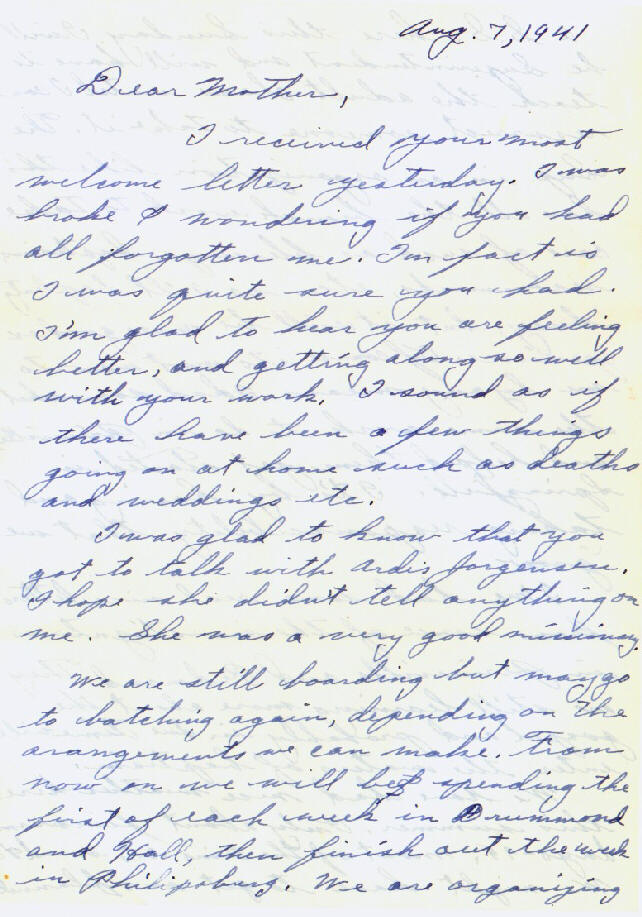 Aug. 7, 1941
Dear Mother,
I received your most
welcome letter yesterday. I was
broke & wondering if you had
all forgotten me. I'm fact is
I was quite sure you had.
I'm glad to hear you are feeling
better, and getting along so well
with your work. I sound as if
there have been a few things
going on at home such as deaths
and weddings etc.
I was glad to know that you
got to talk with Ardis Jorgensen.
I hope she didn't tell anything on
me. She was a very good
We are still boarding but may go
to batching again, depending on the
arangements we can make. From
now on we will be spending the
first of each week in Drummond
and Hall, then finish out the week
in Philipsburg. We are organizing